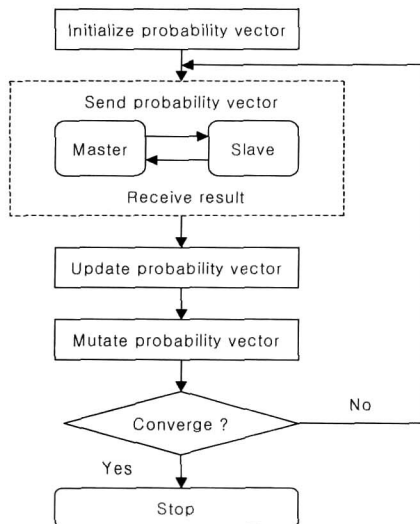 Initialize probability vector
Send probability vector
Master
Slave
Receive result
Update probability vector
Mutate probability vector
Converge ?
No
Yes
Stop